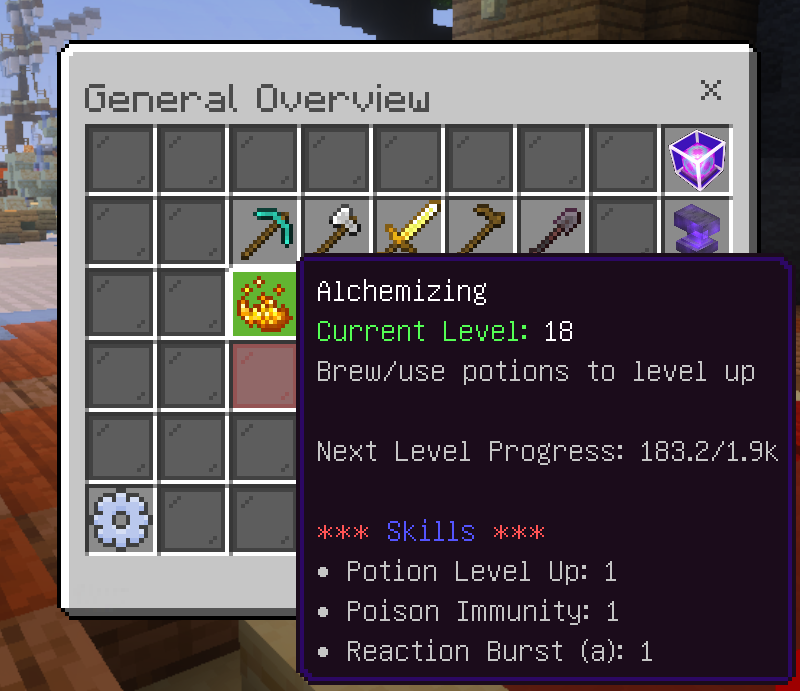 General Overview
Alchemizing
Current Level: 18
Brew/use potions to level up
Next Level Progress: 183.2/1.9k
*** Skills ***
• Potion Level Up: 1
• Poison Immunity: 1
• Reaction Burst (a): 1